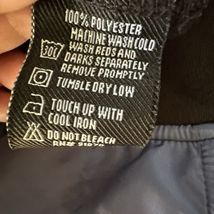 100% POLYESTER
MACHINE WASH COLD
WASH REDS AND
DARKS SEPARATELY
REMOVE PROMPTLY
TUMBLE DRY LOW
TOUCH UP WITH
COOL IRON
DO NOT BLEACH